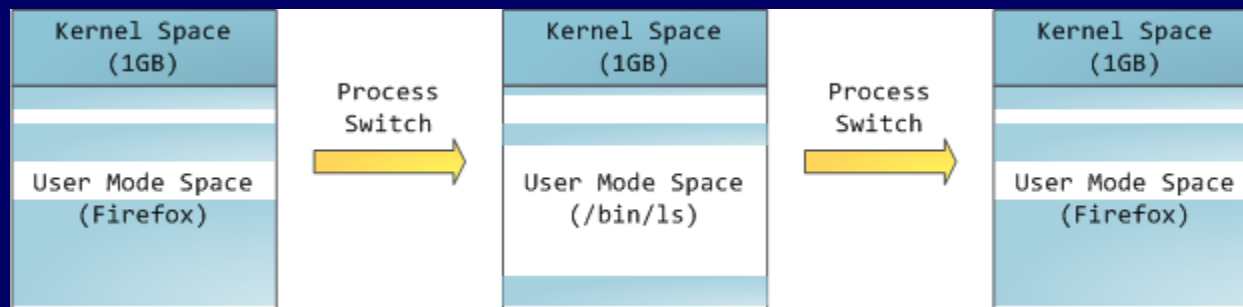 Kernel Space
(1GB)
User Mode Space
(Firefox)
Process
Switch
Kernel Space
(1GB)
User Mode Space
(/bin/ls)
Process
Switch
Kernel Space
(1GB)
User Mode Space
(Firefox)